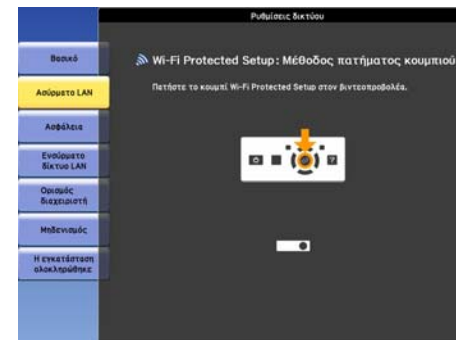 Ρυθμίσεις δικτύου
Βασικό
Ασύρματο LAN
Ασφάλεια
Ενσύρματο
δίκτυο LAN
Ορισμός
διαχειριστή
Μηδενισμός
Η εγκατάσταση
ολοκληρώθηκε
Wi-Fi Protected Setup: Μέθοδος πατήματος κουμπιού
Πατήστε το κουμπί Wi-Fi Protected Setup στον βιντεοπροβολέα.
?